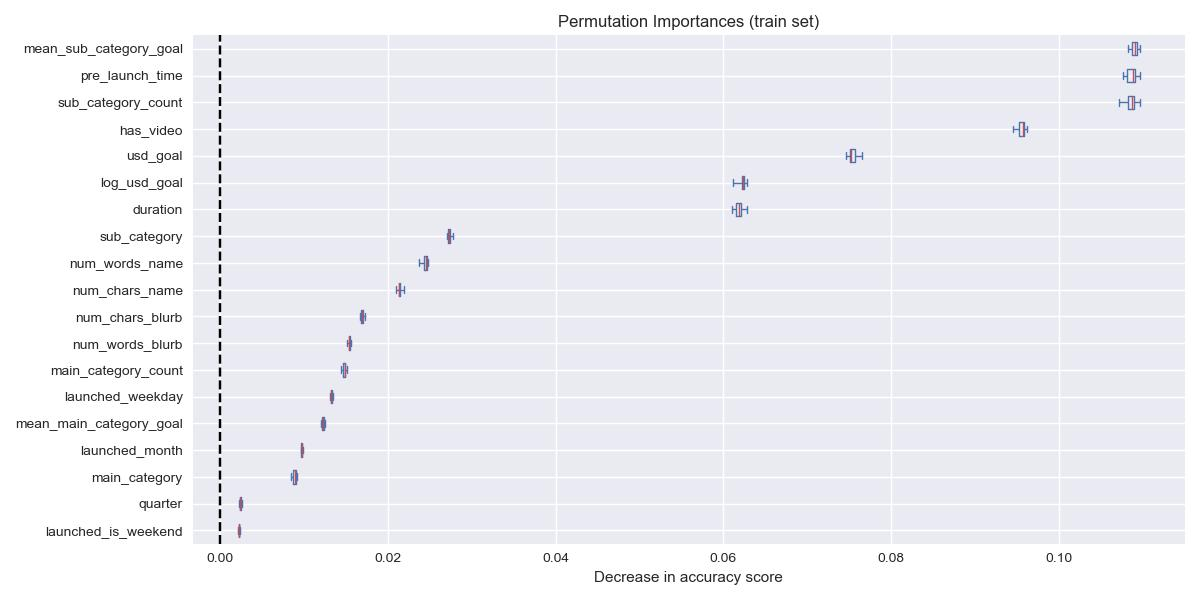 Permutation Importances (train set)
mean_sub_category_goal
pre_launch_time
sub_category_count
has_video
usd_goal
log_usd_goal
duration
sub_category
num_words_name
num_chars_name
num_chars_blurb
num_words_blurb
main_category_count
launched_weekday
mean_main_category_goal
launched_month
main_category
quarter
launched_is_weekend
0.00 0.02 0.04 0.06 0.08 0.10
Decrease in accuracy score